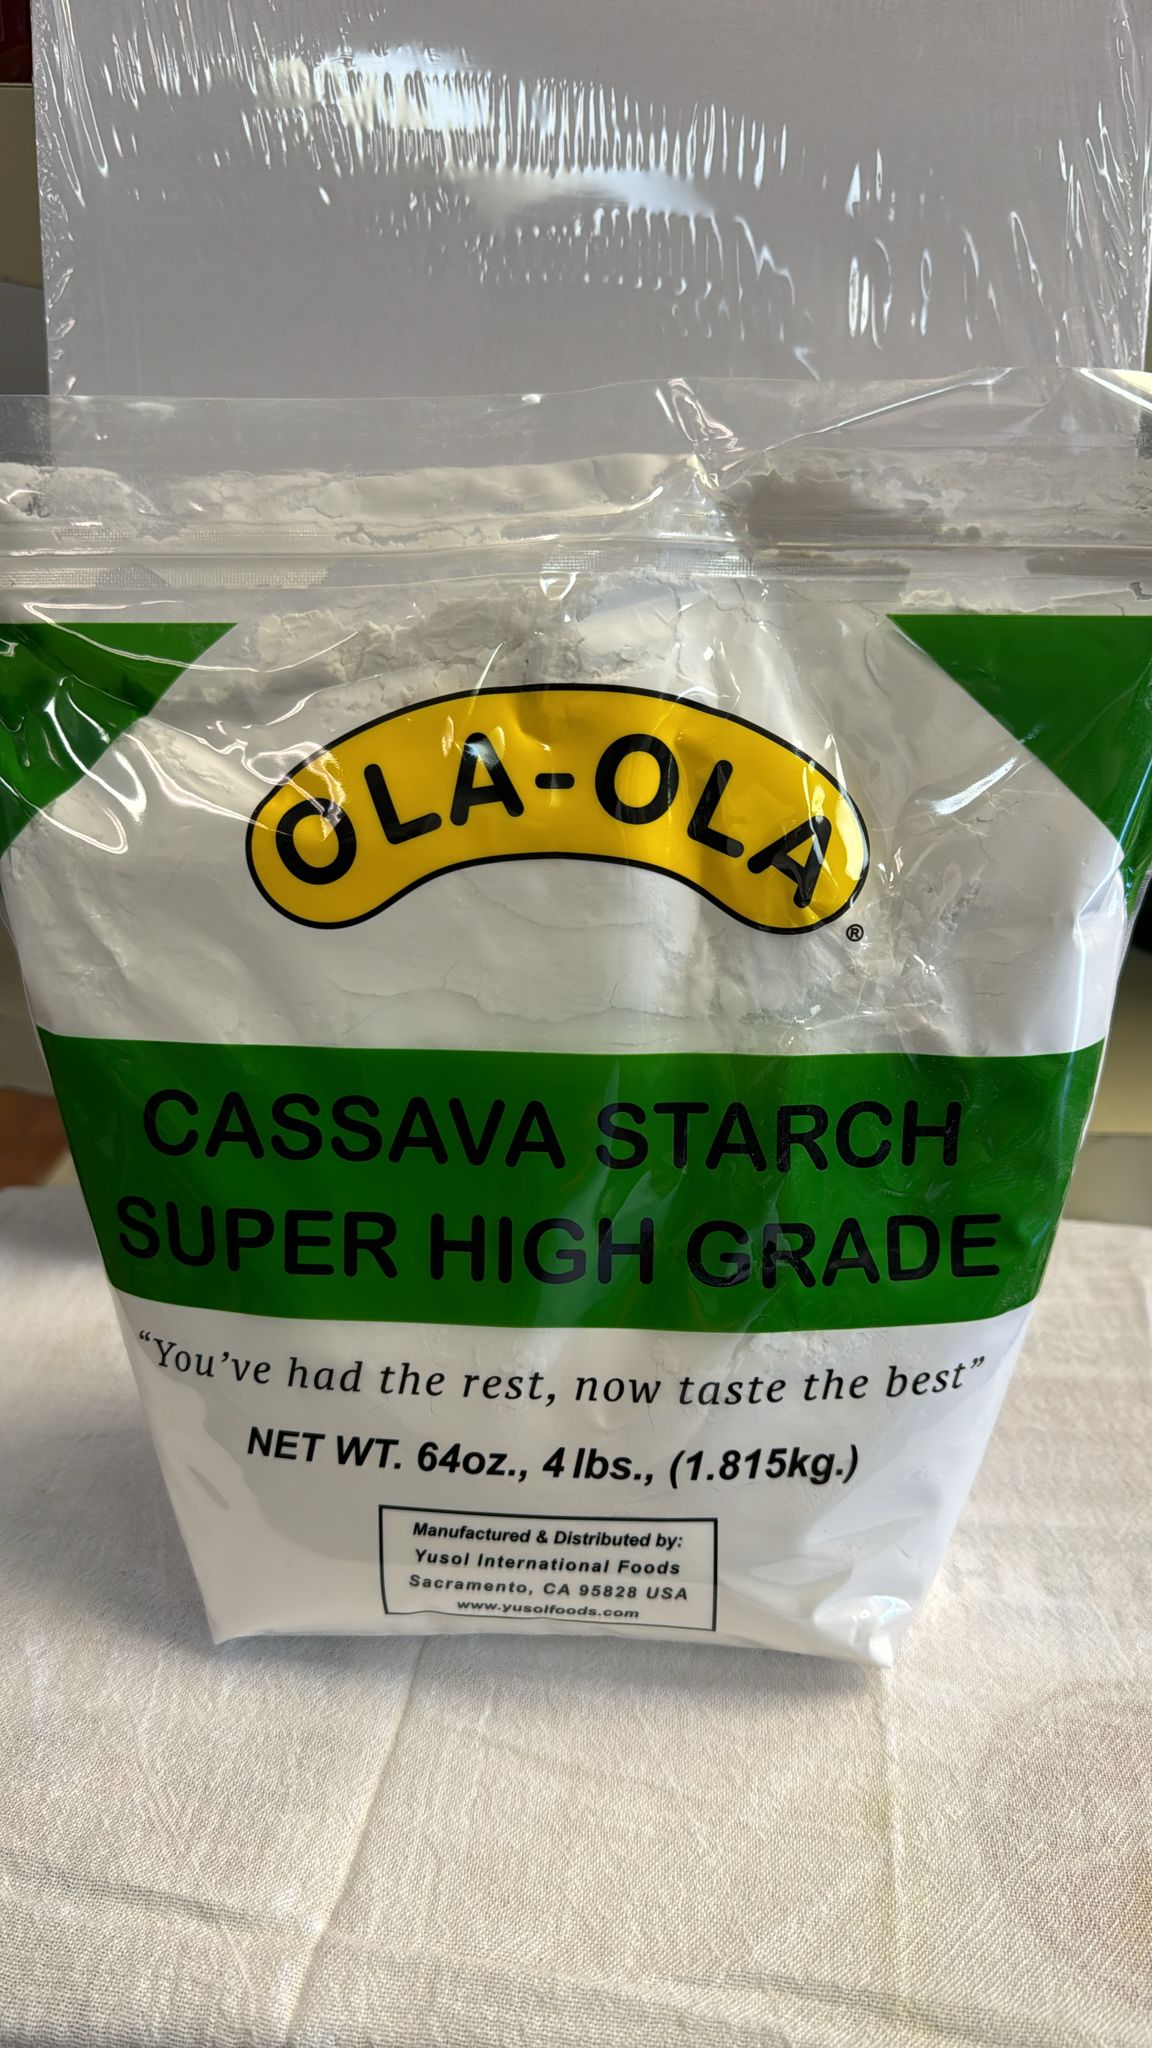 OLA-OLA
®
CASSAVA STARCH
SUPER HIGH GRADE
“You’ve had the rest, now taste the best”
NET WT. 64oz., 4 lbs., (1.815kg.)
Manufactured & Distributed by:
Yusol International Foods
Sacramento, CA 95828 USA
www.yusolfoods.com